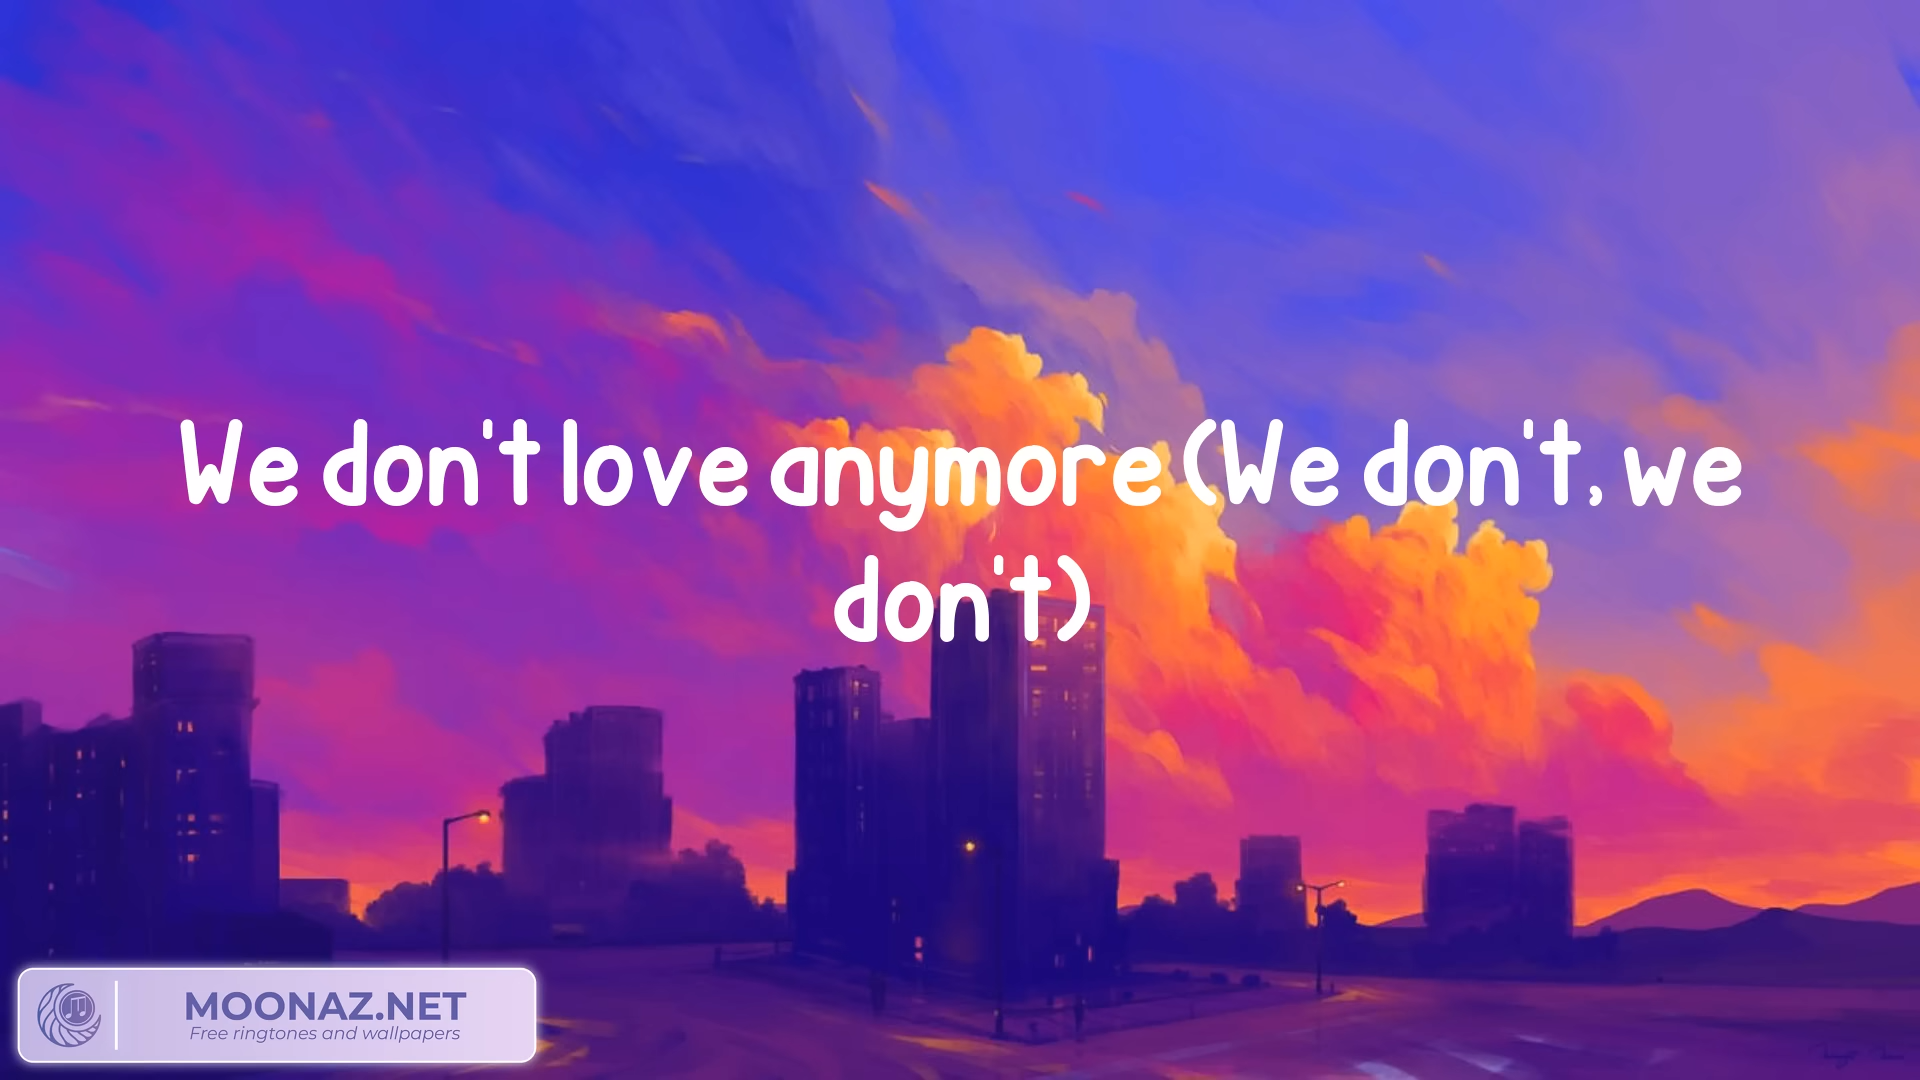 We don't love anymore (We don't, we
don't)
MOONAZ.NET
Free ringtones and wallpapers